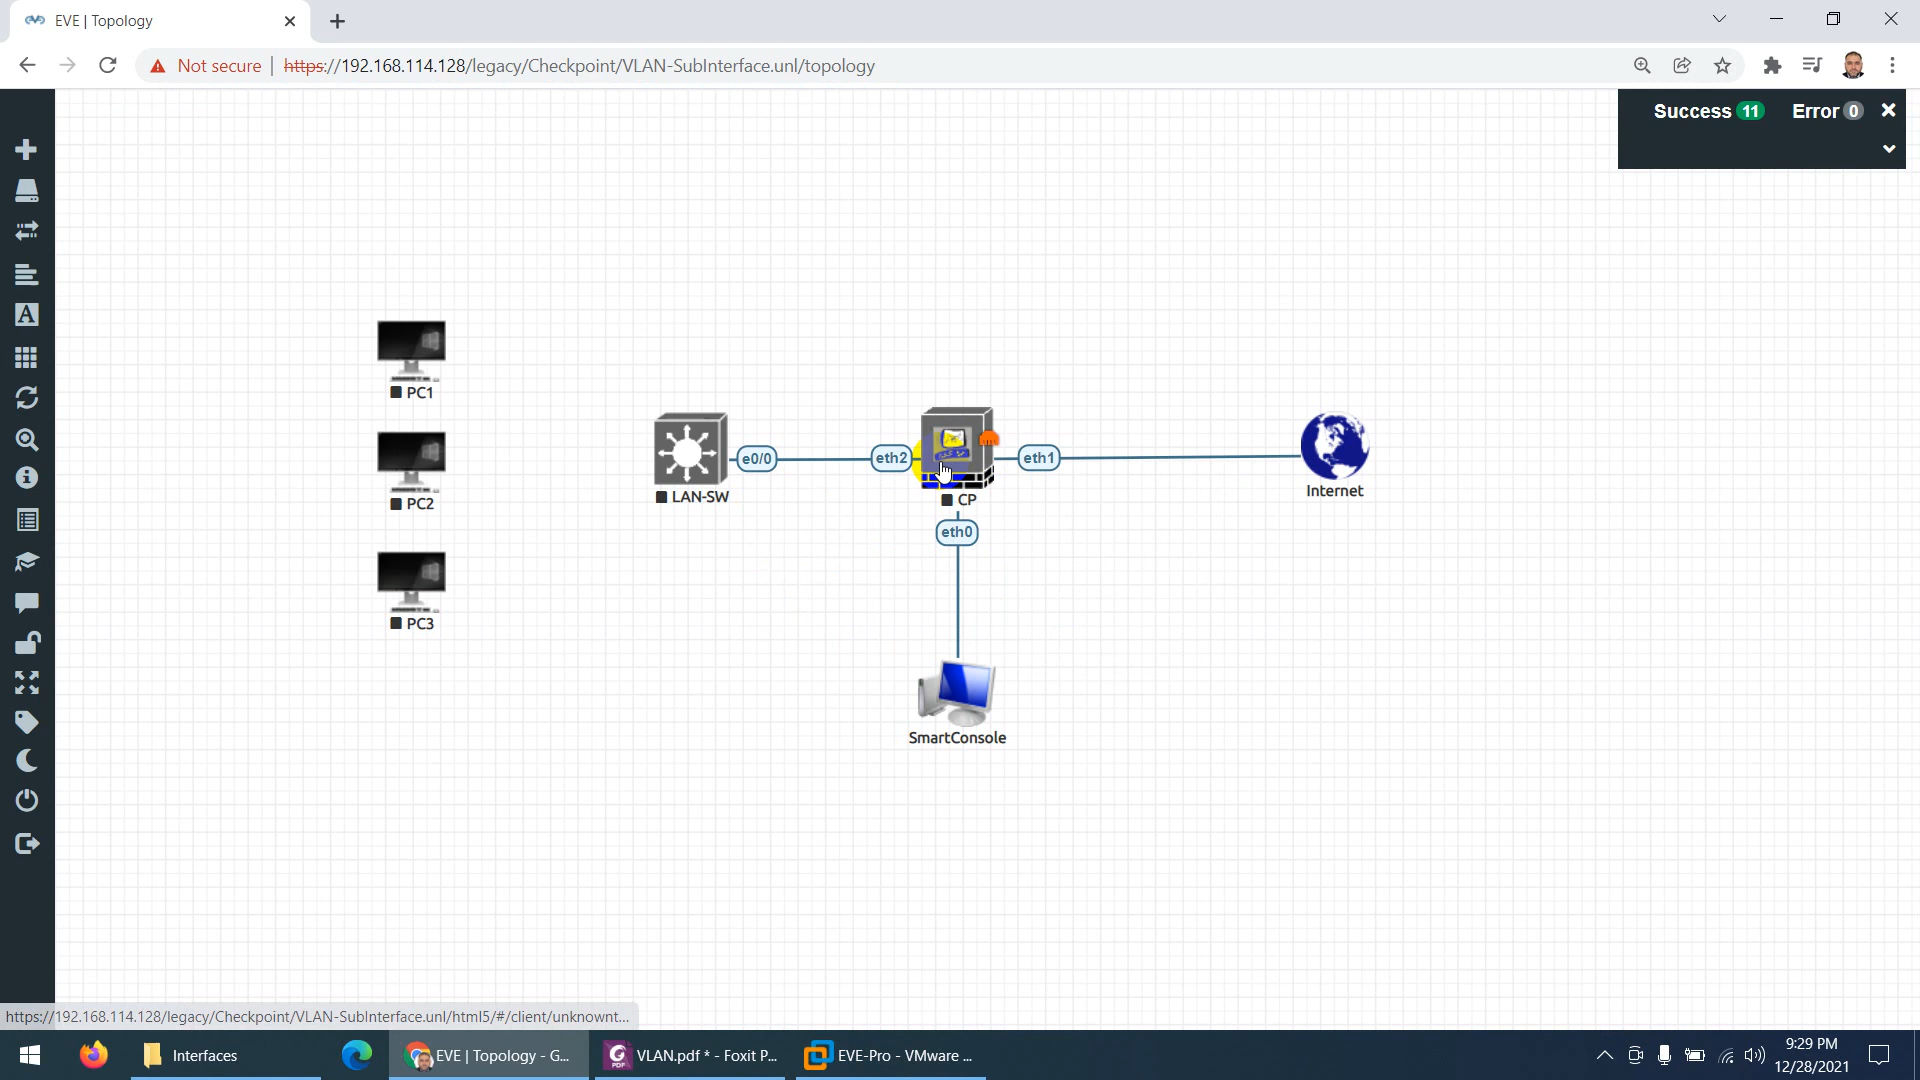 EVE | Topology
Not secure
https://192.168.114.128/legacy/Checkpoint/VLAN-SubInterface.unl/topology
Success 11 Error 0
PC1
PC2
PC3
LAN-SW
e0/0
eth2
CP
eth1
Internet
eth0
SmartConsole
https://192.168.114.128/legacy/Checkpoint/VLAN-SubInterface.unl/html5/#/client/unknownt...
Interfaces
EVE | Topology - G...
VLAN.pdf * - Foxit P...
EVE-Pro - VMware ...
9:29 PM
12/28/2021